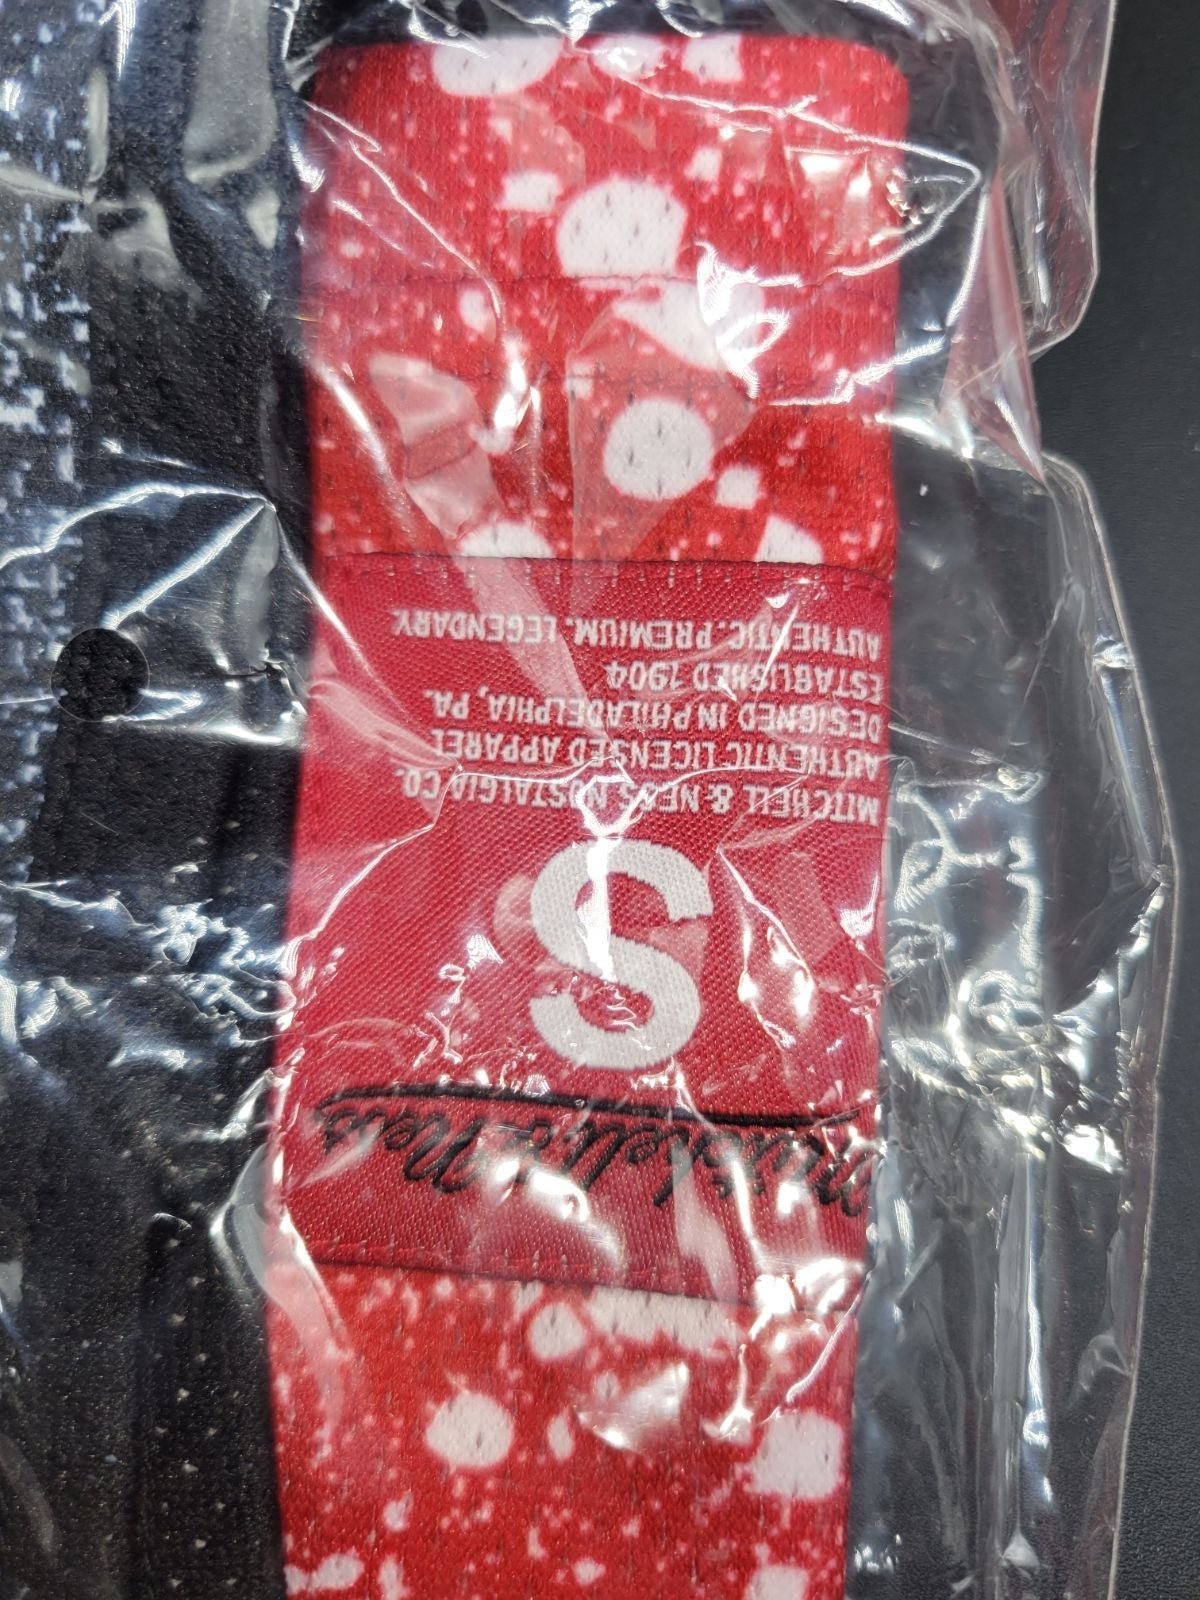 Mitchell & Ness
S
MITCHELL & NESS NOSTALGIA CO.
AUTHENTIC LICENSED APPAREL
DESIGNED IN PHILADELPHIA, PA.
ESTABLISHED 1904
AUTHENTIC. PREMIUM. LEGENDARY.